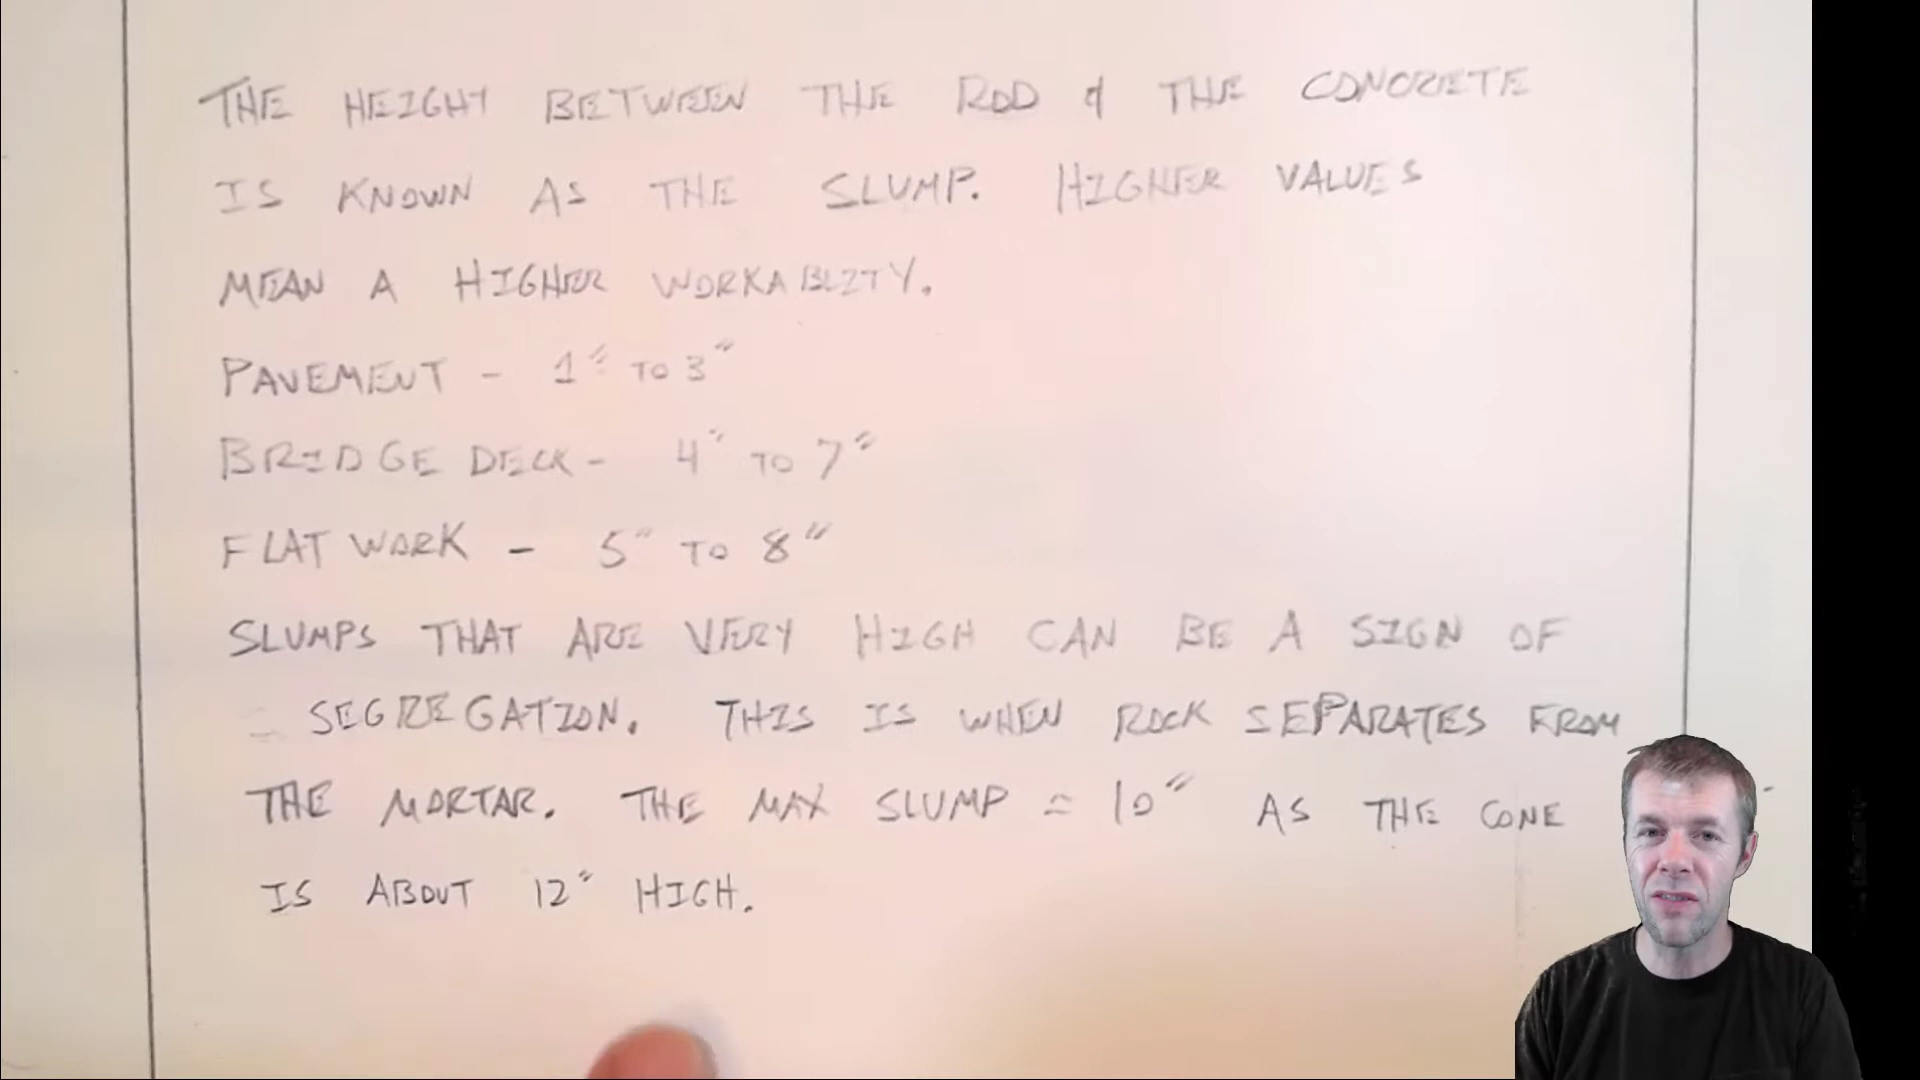 THE HEIGHT BETWEEN THE ROD & THE CONCRETE
IS KNOWN AS THE SLUMP. HIGHER VALUES
MEAN A HIGHER WORKABLITY.
PAVEMENT - 1" TO 3"
BRIDGE DECK - 4" TO 7"
FLAT WORK - 5" TO 8"
SLUMPS THAT ARE VERY HIGH CAN BE A SIGN OF
SEGREGATION. THIS IS WHEN ROCK SEPARATES FROM
THE MORTAR. THE MAX SLUMP = 10" AS THE CONE
IS ABOUT 12" HIGH.